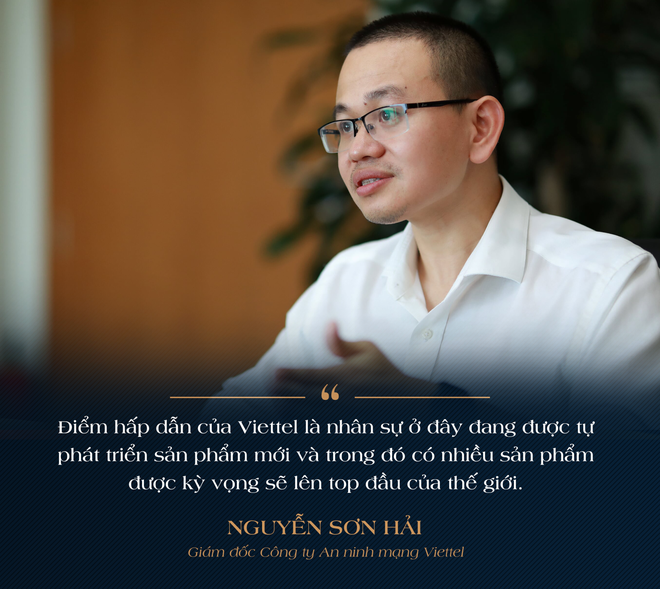 “
Điểm hấp dẫn của Viettel là nhân sự ở đây đang được tự
phát triển sản phẩm mới và trong đó có nhiều sản phẩm
được kỳ vọng sẽ lên top đầu của thế giới.
NGUYỄN SƠN HẢI
Giám đốc Công ty An ninh mạng Viettel